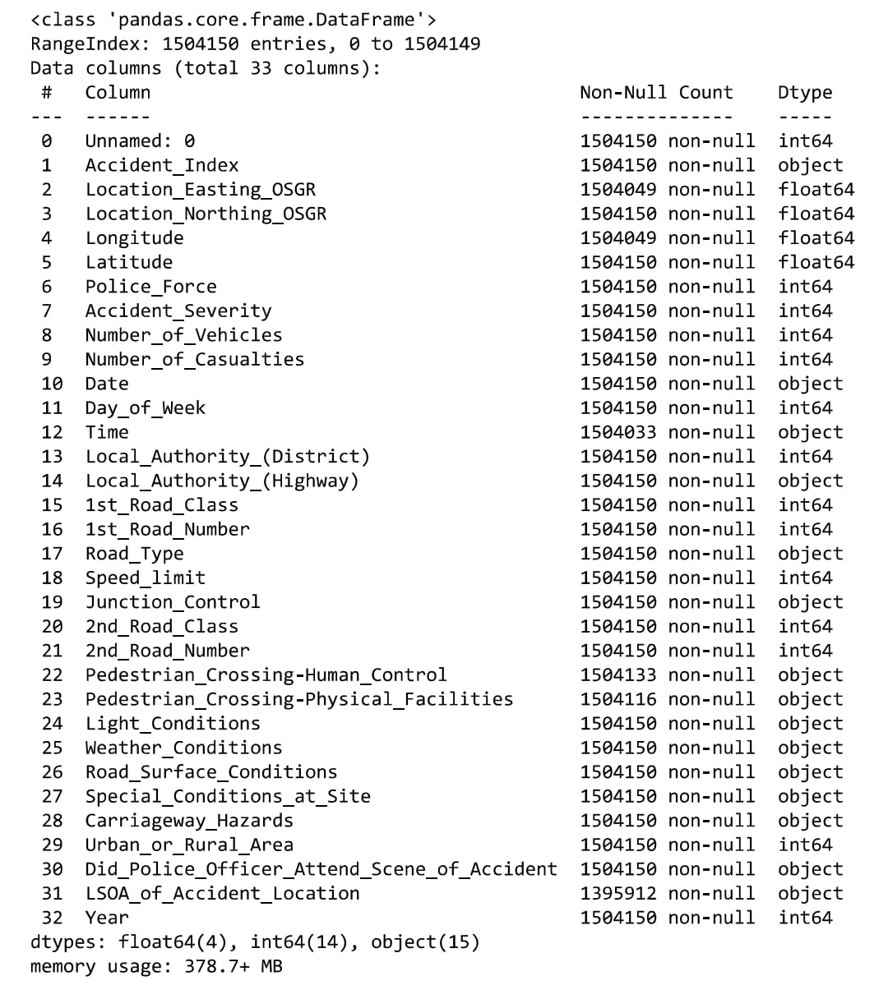 <class 'pandas.core.frame.DataFrame'>
RangeIndex: 1504150 entries, 0 to 1504149
Data columns (total 33 columns):
 #   Column                                       Non-Null Count    Dtype
---  ------                                       --------------    -----
 0   Unnamed: 0                                   1504150 non-null  int64
 1   Accident_Index                               1504150 non-null  object
 2   Location_Easting_OSGR                        1504049 non-null  float64
 3   Location_Northing_OSGR                       1504150 non-null  float64
 4   Longitude                                    1504049 non-null  float64
 5   Latitude                                     1504150 non-null  float64
 6   Police_Force                                 1504150 non-null  int64
 7   Accident_Severity                            1504150 non-null  int64
 8   Number_of_Vehicles                           1504150 non-null  int64
 9   Number_of_Casualties                         1504150 non-null  int64
 10  Date                                         1504150 non-null  object
 11  Day_of_Week                                  1504150 non-null  int64
 12  Time                                         1504033 non-null  object
 13  Local_Authority_(District)                   1504150 non-null  int64
 14  Local_Authority_(Highway)                    1504150 non-null  object
 15  1st_Road_Class                               1504150 non-null  int64
 16  1st_Road_Number                              1504150 non-null  int64
 17  Road_Type                                    1504150 non-null  object
 18  Speed_limit                                  1504150 non-null  int64
 19  Junction_Control                             1504150 non-null  object
 20  2nd_Road_Class                               1504150 non-null  int64
 21  2nd_Road_Number                              1504150 non-null  int64
 22  Pedestrian_Crossing-Human_Control            1504133 non-null  object
 23  Pedestrian_Crossing-Physical_Facilities      1504116 non-null  object
 24  Light_Conditions                             1504150 non-null  object
 25  Weather_Conditions                           1504150 non-null  object
 26  Road_Surface_Conditions                      1504150 non-null  object
 27  Special_Conditions_at_Site                   1504150 non-null  object
 28  Carriageway_Hazards                          1504150 non-null  object
 29  Urban_or_Rural_Area                          1504150 non-null  int64
 30  Did_Police_Officer_Attend_Scene_of_Accident  1504150 non-null  object
 31  LSOA_of_Accident_Location                    1395912 non-null  object
 32  Year                                         1504150 non-null  int64
dtypes: float64(4), int64(14), object(15)
memory usage: 378.7+ MB